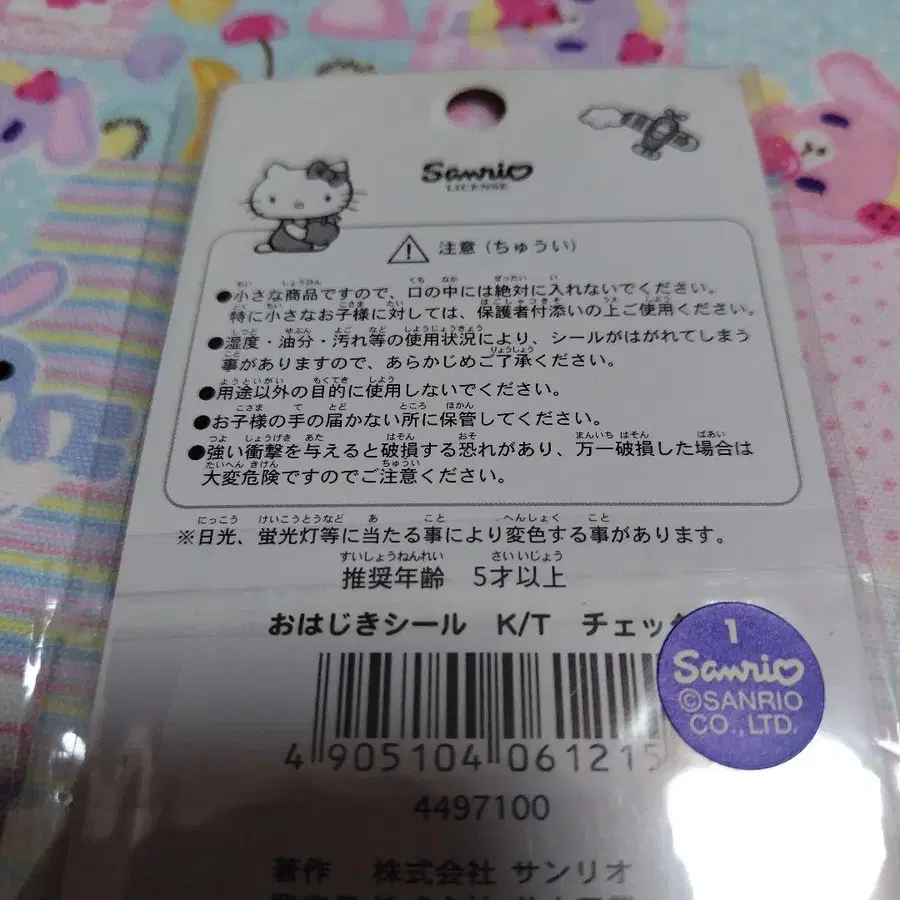 Sanrio
LICENSE
注意（ちゅうい）
●小さな商品ですので、口の中には絶対に入れないでください。
特に小さなお子様に対しては、保護者付添いの上ご使用ください。
●湿度・油分・汚れ等の使用状況により、シールがはがれてしまう
事がありますので、あらかじめご了承ください。
●用途以外の目的に使用しないでください。
●お子様の手の届かない所に保管してください。
●強い衝撃を与えると破損する恐れがあり、万一破損した場合は
大変危険ですのでご注意ください。
※日光、蛍光灯等に当たる事により変色する事があります。
推奨年齢 5才以上
おはじきシール K/T チェック
1
Sanrio
©SANRIO
CO.,LTD.
4 905104 061215
4497100
著作 株式会社 サンリオ